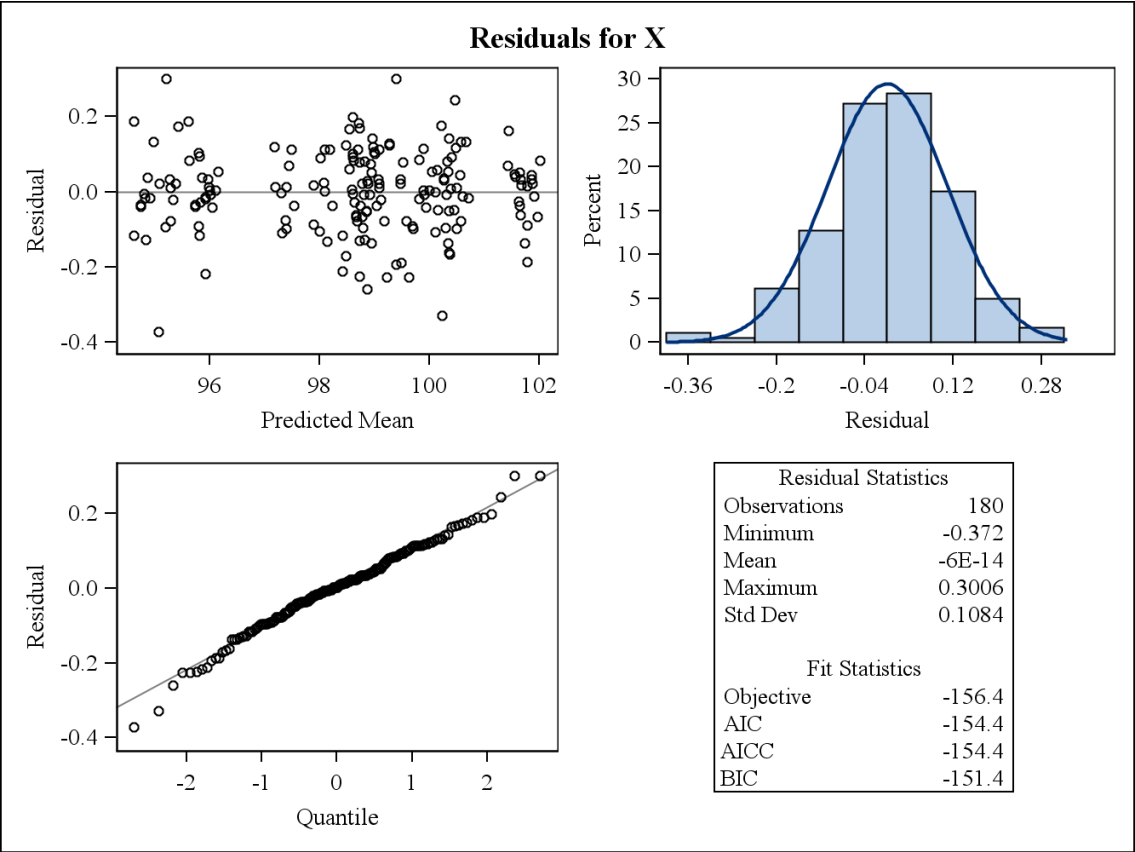 Residuals for X
0.2
0.0
-0.2
-0.4
Residual
96 98 100 102
Predicted Mean
30
25
20
15
10
5
0
Percent
-0.36 -0.2 -0.04 0.12 0.28
Residual
0.2
0.0
-0.2
-0.4
Residual
-2 -1 0 1 2
Quantile
Residual Statistics
Observations 180
Minimum -0.372
Mean -6E-14
Maximum 0.3006
Std Dev 0.1084
Fit Statistics
Objective -156.4
AIC -154.4
AICC -154.4
BIC -151.4